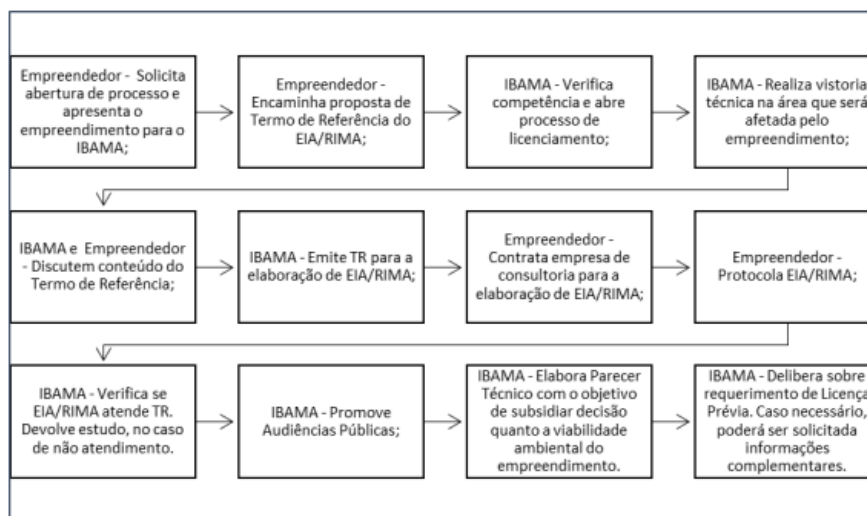 Empreendedor - Solicita
abertura de processo e
apresenta o
empreendimento para o
IBAMA;
Empreendedor -
Encaminha proposta de
Termo de Referência do
EIA/RIMA;
IBAMA - Verifica
competência e abre
processo de
licenciamento;
IBAMA - Realiza vistoria
técnica na área que será
afetada pelo
empreendimento;
IBAMA e Empreendedor
- Discutem conteúdo do
Termo de Referência;
IBAMA - Emite TR para a
elaboração de EIA/RIMA;
Empreendedor -
Contrata empresa de
consultoria para a
elaboração de EIA/RIMA;
Empreendedor -
Protocola EIA/RIMA;
IBAMA - Verifica se
EIA/RIMA atende TR.
Devolve estudo, no caso
de não atendimento.
IBAMA - Promove
Audiências Públicas;
IBAMA - Elabora Parecer
Técnico com o objetivo
de subsidiar decisão
quanto a viabilidade
ambiental do
empreendimento.
IBAMA - Delibera sobre
requerimento de Licença
Prévia. Caso necessário,
poderá ser solicitada
informações
complementares.